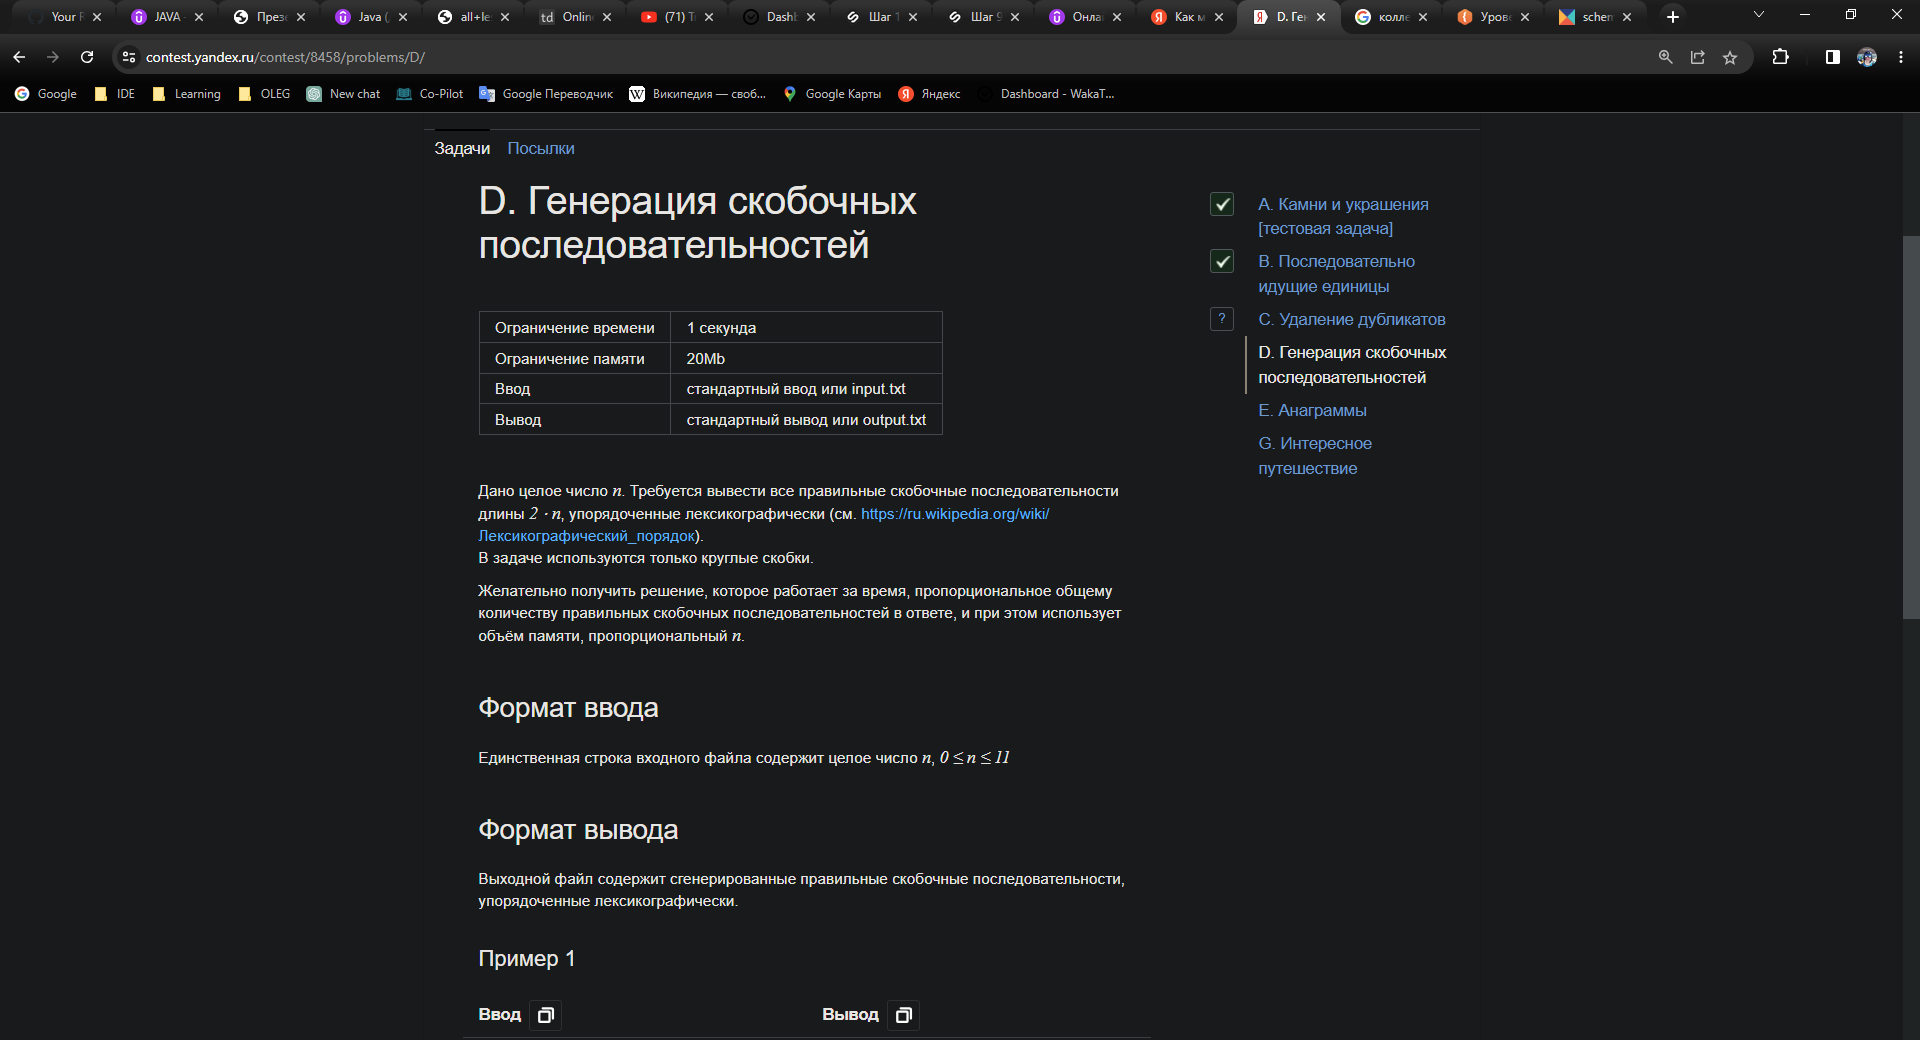 Your F
JAVA -
Презе
Java (
all+le
Onlin
(71) Ti
Dashb
Шаг 1
Шаг 9
Онла
Как м
D. Ген
колле
Урове
schem
contest.yandex.ru/contest/8458/problems/D/
Google
IDE
Learning
OLEG
New chat
Co-Pilot
Google Переводчик
Википедия — своб...
Google Карты
Яндекс
Dashboard - WakaT...
Задачи
Посылки
D. Генерация скобочных
последовательностей
Ограничение времени 1 секунда
Ограничение памяти 20Mb
Ввод стандартный ввод или input.txt
Вывод стандартный вывод или output.txt
Дано целое число n. Требуется вывести все правильные скобочные последовательности
длины 2 · n, упорядоченные лексикографически (см. https://ru.wikipedia.org/wiki/
Лексикографический_порядок).
В задаче используются только круглые скобки.
Желательно получить решение, которое работает за время, пропорциональное общему
количеству правильных скобочных последовательностей в ответе, и при этом использует
объём памяти, пропорциональный n.
Формат ввода
Единственная строка входного файла содержит целое число n, 0 ≤ n ≤ 11
Формат вывода
Выходной файл содержит сгенерированные правильные скобочные последовательности,
упорядоченные лексикографически.
Пример 1
Ввод
Вывод
A. Камни и украшения
[тестовая задача]
B. Последовательно
идущие единицы
? C. Удаление дубликатов
D. Генерация скобочных
последовательностей
E. Анаграммы
G. Интересное
путешествие